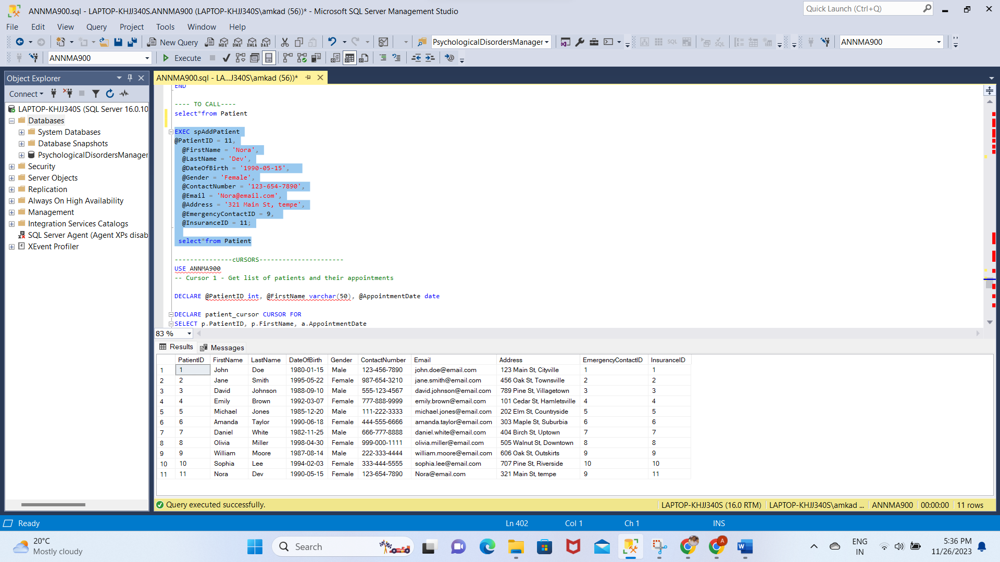 ANNMA900.sql - LAPTOP-KHJJ340S.ANNMA900 (LAPTOP-KHJJ340S\amkad (56))* - Microsoft SQL Server Management Studio
Quick Launch (Ctrl+Q)
File Edit View Query Project Tools Window Help
New Query MDX DMX XMLA DAX PsychologicalDisordersManager SQL SQL ANNMA900
ANNMA900 Execute
Object Explorer
Connect
LAPTOP-KHJJ340S (SQL Server 16.0.10
Databases
System Databases
Database Snapshots
PsychologicalDisordersManager
Security
Server Objects
Replication
Always On High Availability
Management
Integration Services Catalogs
SQL Server Agent (Agent XPs disab
XEvent Profiler
ANNMA900.sql - LA...J340S\amkad (56))*
END
---- TO CALL----
select*from Patient
EXEC spAddPatient
@PatientID = 11,
@FirstName = 'Nora',
@LastName = 'Dev',
@DateOfBirth = '1990-05-15',
@Gender = 'Female',
@ContactNumber = '123-654-7890',
@Email = 'Nora@email.com',
@Address = '321 Main St, tempe',
@EmergencyContactID = 9,
@InsuranceID = 11;
select*from Patient
---------------cURSORS----------------------
USE ANNMA900
-- Cursor 1 - Get list of patients and their appointments
DECLARE @PatientID int, @FirstName varchar(50), @AppointmentDate date
DECLARE patient_cursor CURSOR FOR
SELECT p.PatientID, p.FirstName, a.AppointmentDate
83 %
Results Messages
PatientID FirstName LastName DateOfBirth Gender ContactNumber Email Address EmergencyContactID InsuranceID
1 1 John Doe 1980-01-15 Male 123-456-7890 john.doe@email.com 123 Main St, Cityville 1 1
2 2 Jane Smith 1995-05-22 Female 987-654-3210 jane.smith@email.com 456 Oak St, Townsville 2 2
3 3 David Johnson 1988-09-10 Male 555-123-4567 david.johnson@email.com 789 Pine St, Villagetown 3 3
4 4 Emily Brown 1992-03-07 Female 777-888-9999 emily.brown@email.com 101 Cedar St, Hamletsville 4 4
5 5 Michael Jones 1985-12-20 Male 111-222-3333 michael.jones@email.com 202 Elm St, Countryside 5 5
6 6 Amanda Taylor 1990-06-18 Female 444-555-6666 amanda.taylor@email.com 303 Maple St, Suburbia 6 6
7 7 Daniel White 1982-11-25 Male 666-777-8888 daniel.white@email.com 404 Birch St, Uptown 7 7
8 8 Olivia Miller 1998-04-30 Female 999-000-1111 olivia.miller@email.com 505 Walnut St, Downtown 8 8
9 9 William Moore 1987-08-14 Male 222-333-4444 william.moore@email.com 606 Oak St, Outskirts 9 9
10 10 Sophia Lee 1994-02-03 Female 333-444-5555 sophia.lee@email.com 707 Pine St, Riverside 10 10
11 11 Nora Dev 1990-05-15 Female 123-654-7890 Nora@email.com 321 Main St, tempe 9 11
Query executed successfully. LAPTOP-KHJJ340S (16.0 RTM) LAPTOP-KHJJ340S\amkad ... ANNMA900 00:00:00 11 rows
Ready Ln 402 Col 1 Ch 1 INS
20°C
Mostly cloudy
Search
A
W
ENG
IN
5:36 PM
11/26/2023